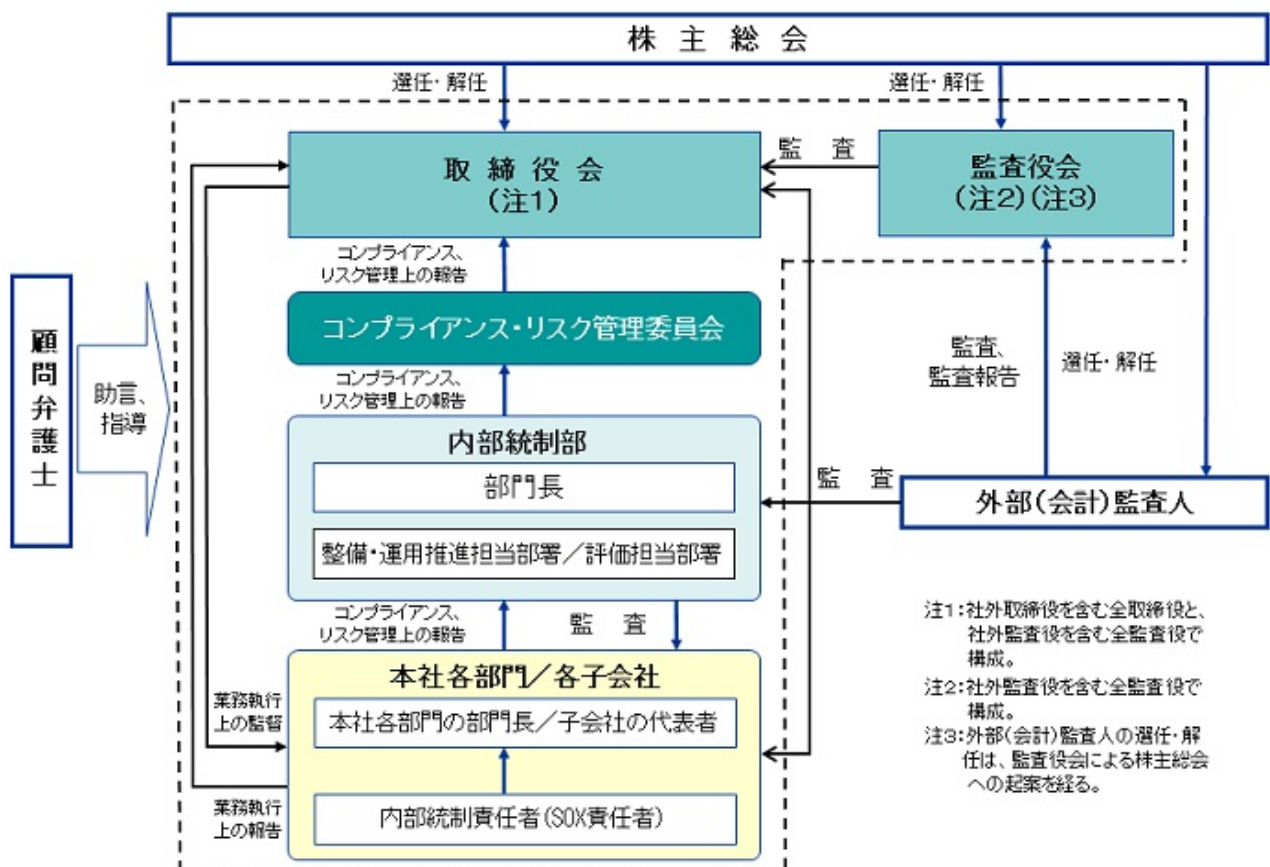 株主総会
選任・解任
選任・解任
取締役会
(注1)
監　査
監査役会
(注2)(注3)
コンプライアンス、
リスク管理上の報告
コンプライアンス・リスク管理委員会
顧問弁護士
助言、
指導
監査、
監査報告
選任・解任
コンプライアンス、
リスク管理上の報告
内部統制部
部門長
監　査
外部(会計)監査人
整備・運用推進担当部署／評価担当部署
コンプライアンス、
リスク管理上の報告
監　査
本社各部門／各子会社
業務執行
上の監督
本社各部門の部門長／子会社の代表者
業務執行
上の報告
内部統制責任者(SOX責任者)
注1：社外取締役を含む全取締役と、
社外監査役を含む全監査役で
構成。
注2：社外監査役を含む全監査役で
構成。
注3：外部(会計)監査人の選任・解
任は、監査役会による株主総会
への起案を経る。